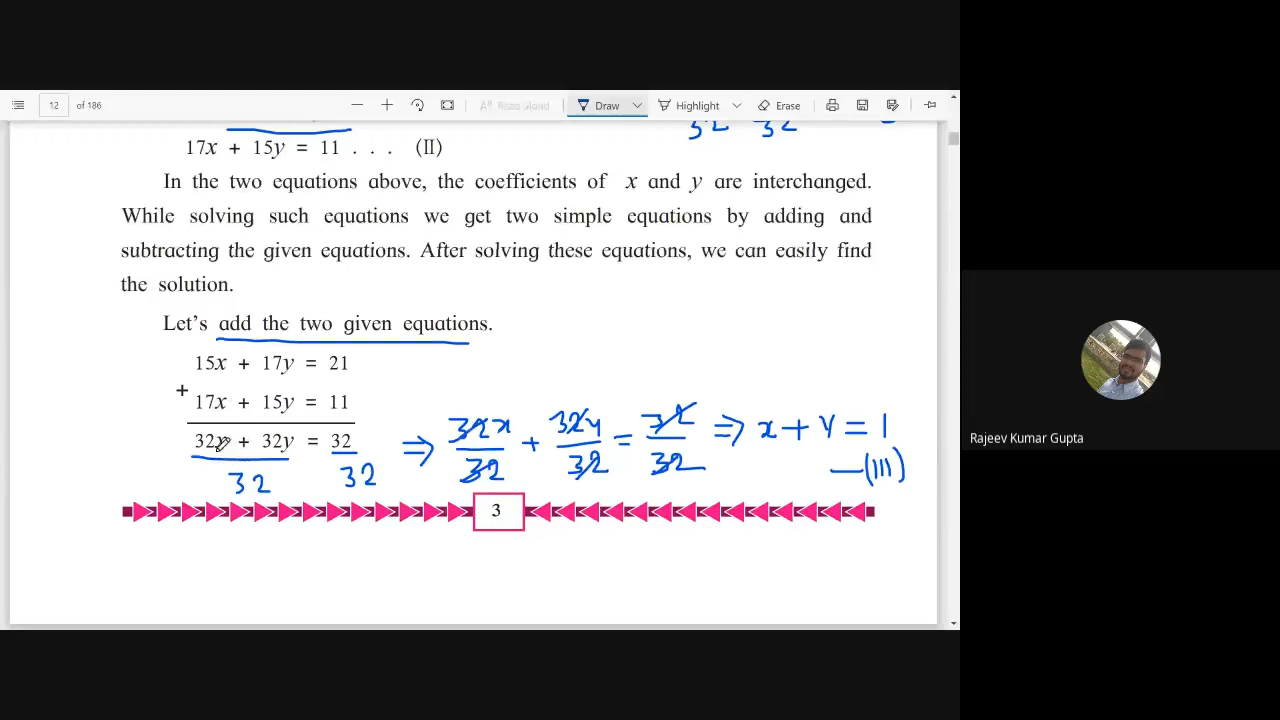 12 of 186
Read aloud
Draw
Highlight
Erase
32 32
17x + 15y = 11 . . . (II)
In the two equations above, the coefficients of x and y are interchanged.
While solving such equations we get two simple equations by adding and
subtracting the given equations. After solving these equations, we can easily find
the solution.
Let's add the two given equations.
15x + 17y = 21
+
17x + 15y = 11
32x + 32y = 32
32 32
⇒ 32x/32 + 32y/32 = 32/32 ⇒ x + y = 1
—(III)
3
Rajeev Kumar Gupta